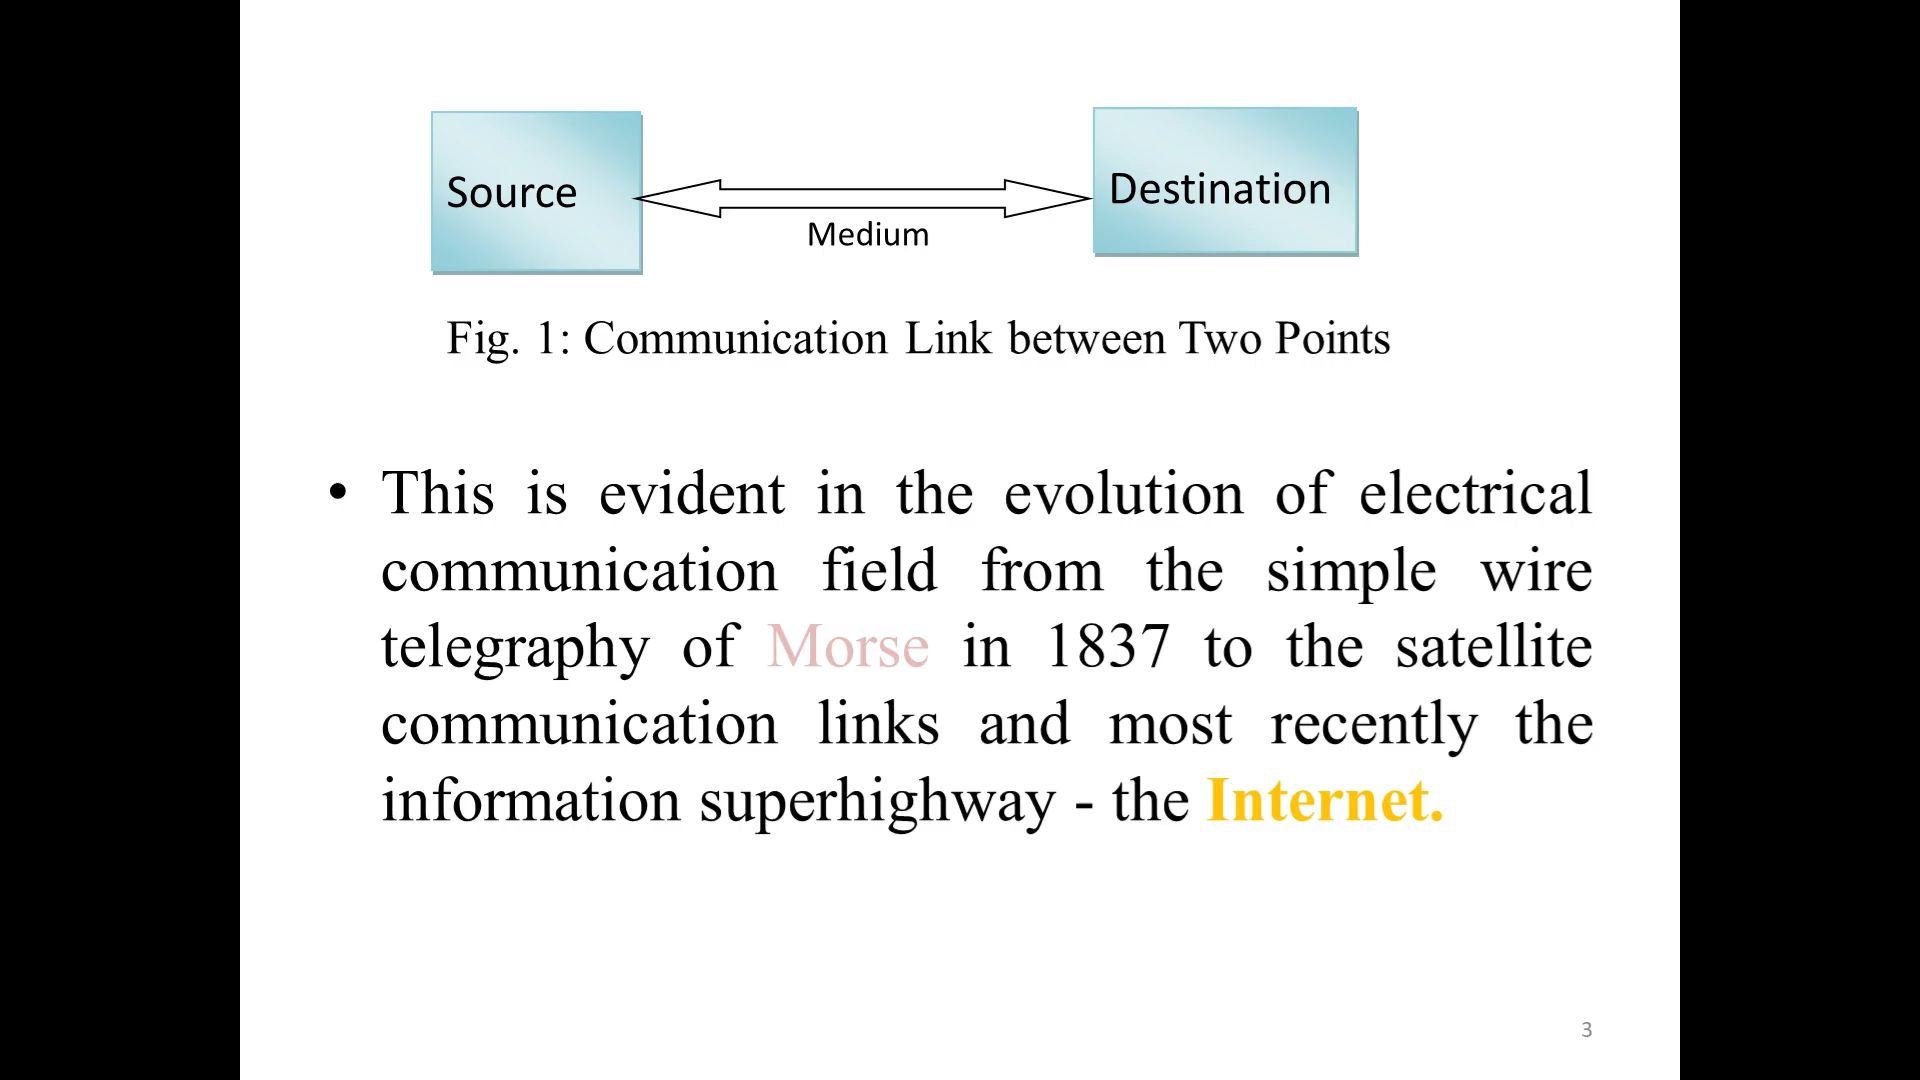 Source
Destination
Medium
Fig. 1: Communication Link between Two Points
• This is evident in the evolution of electrical
communication field from the simple wire
telegraphy of Morse in 1837 to the satellite
communication links and most recently the
information superhighway - the Internet.
3